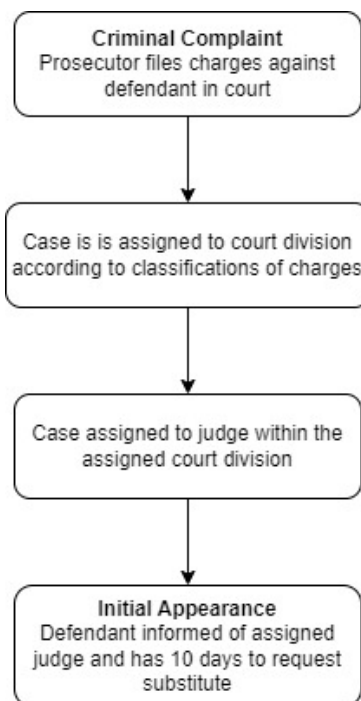 Criminal Complaint
Prosecutor files charges against
defendant in court
Case is is assigned to court division
according to classifications of charges
Case assigned to judge within the
assigned court division
Initial Appearance
Defendant informed of assigned
judge and has 10 days to request
substitute